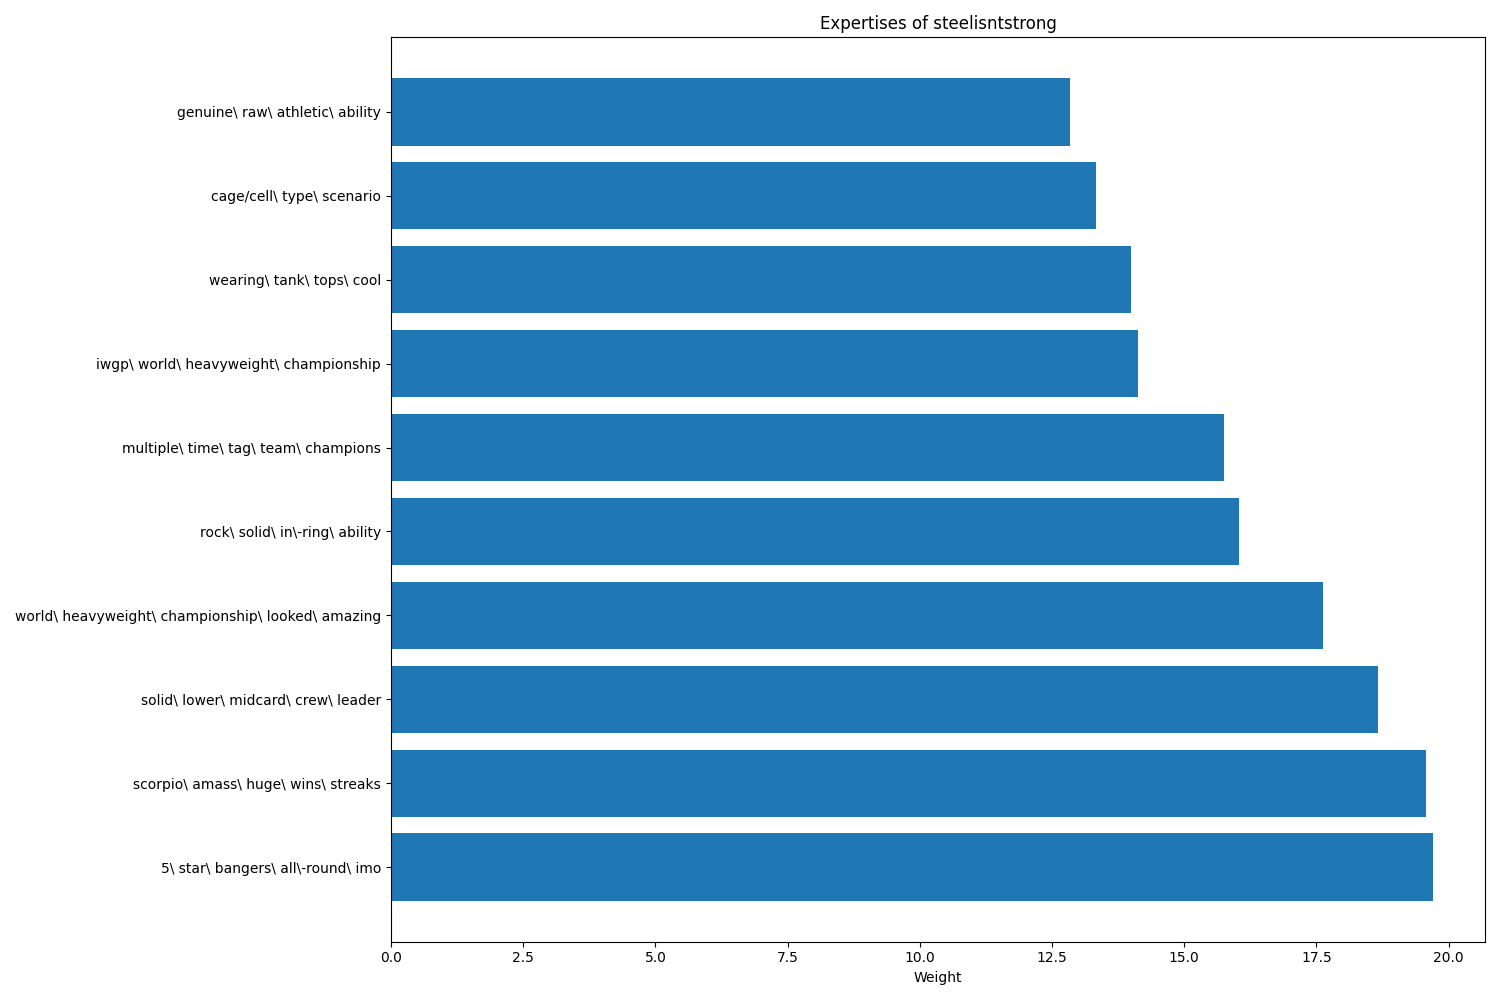 Expertises of steelisntstrong
genuine\ raw\ athletic\ ability
cage/cell\ type\ scenario
wearing\ tank\ tops\ cool
iwgp\ world\ heavyweight\ championship
multiple\ time\ tag\ team\ champions
rock\ solid\ in\-ring\ ability
world\ heavyweight\ championship\ looked\ amazing
solid\ lower\ midcard\ crew\ leader
scorpio\ amass\ huge\ wins\ streaks
5\ star\ bangers\ all\-round\ imo
0.0 2.5 5.0 7.5 10.0 12.5 15.0 17.5 20.0
Weight